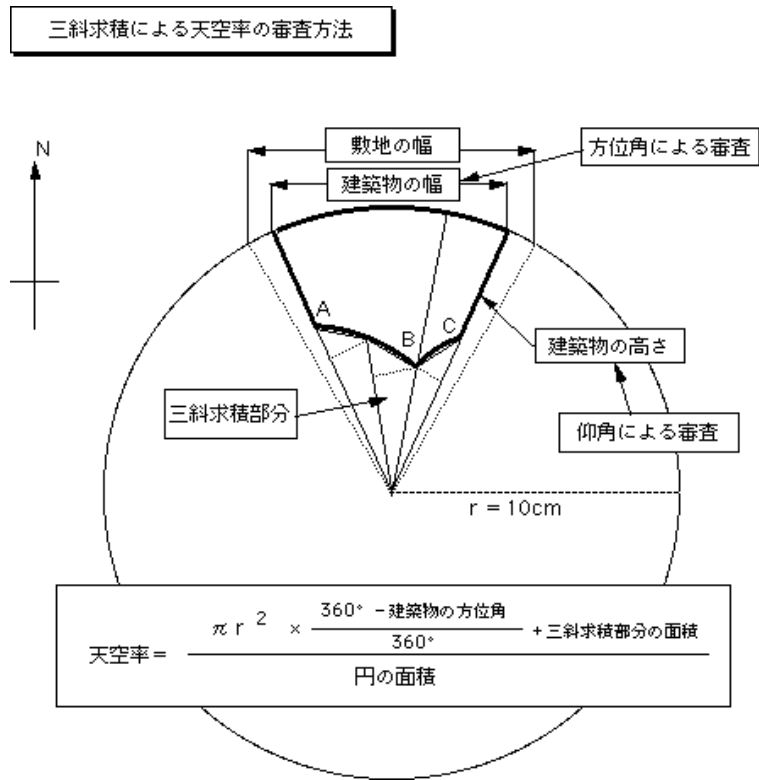 三斜求積による天空率の審査方法
N
敷地の幅
方位角による審査
建築物の幅
A
B
C
建築物の高さ
三斜求積部分
仰角による審査
r = 10cm
天空率 = πr² × 360° - 建築物の方位角 / 360° + 三斜求積部分の面積
円の面積